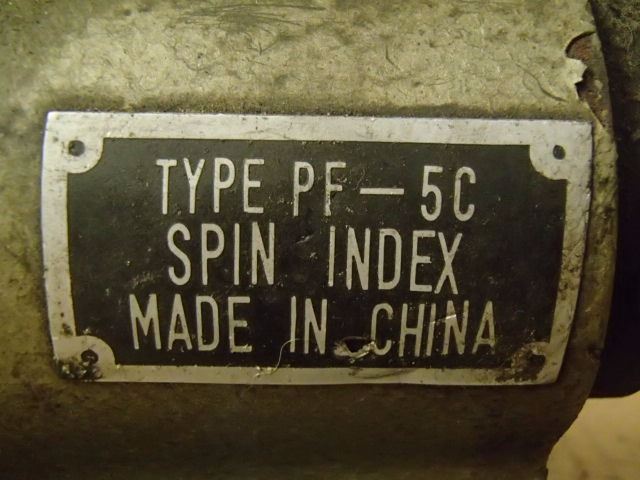 TYPE PF-5C
SPIN INDEX
MADE IN CHINA